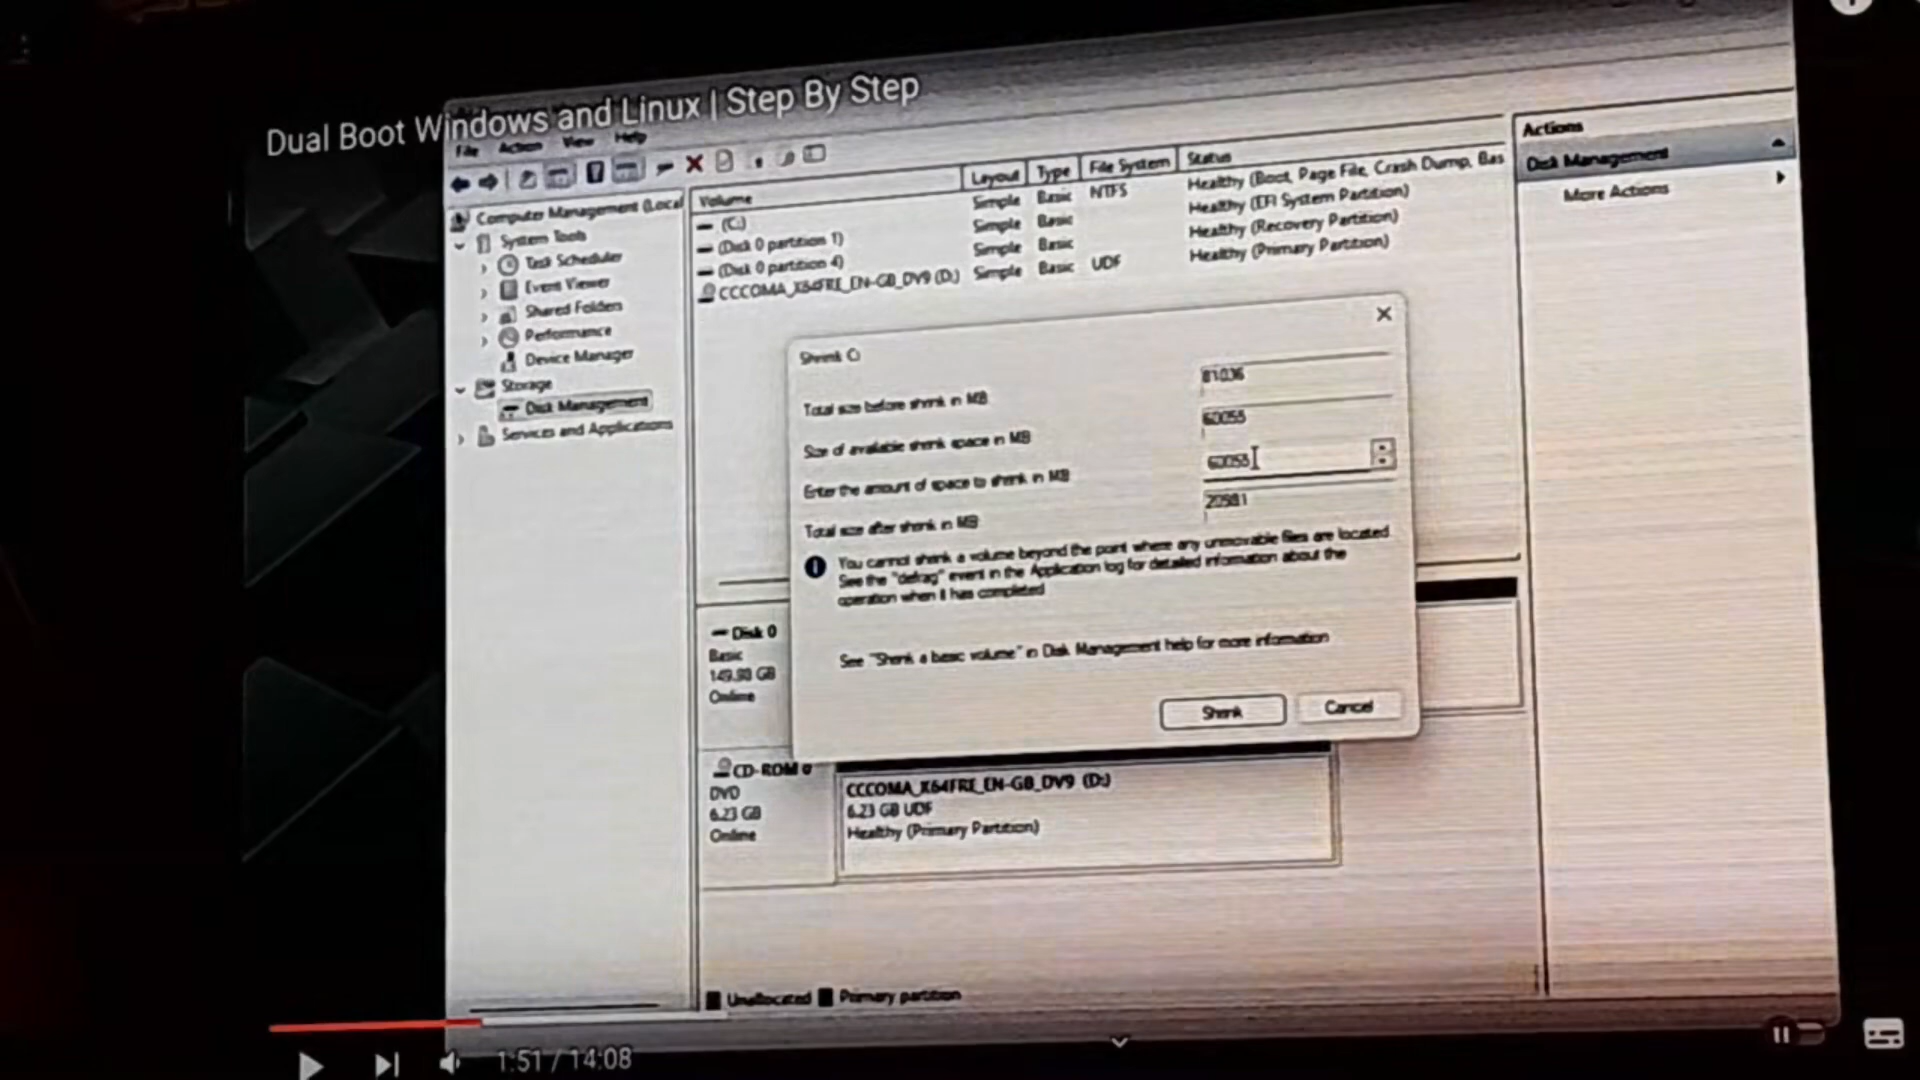 Dual Boot Windows and Linux | Step By Step
File Action View Help
Computer Management (Local
System Tools
Task Scheduler
Event Viewer
Shared Folders
Performance
Device Manager
Storage
Disk Management
Services and Applications
Volume Layout Type File System Status
(C:) Simple Basic NTFS Healthy (Boot, Page File, Crash Dump, Bas
(Disk 0 partition 1) Simple Basic Healthy (EFI System Partition)
(Disk 0 partition 4) Simple Basic Healthy (Recovery Partition)
CCCOMA_X64FRE_EN-GB_DV9 (D:) Simple Basic UDF Healthy (Primary Partition)
Actions
Disk Management
More Actions
Shrink C:
Total size before shrink in MB 81036
Size of available shrink space in MB 60055
Enter the amount of space to shrink in MB 60055
Total size after shrink in MB 20981
You cannot shrink a volume beyond the point where any unmovable files are located
See the "defrag" event in the Application log for detailed information about the
operation when it has completed
See "Shrink a basic volume" in Disk Management help for more information
Shrink Cancel
Disk 0
Basic
149.98 GB
Online
CD-ROM 0
DVD
6.23 GB
Online
CCCOMA_X64FRE_EN-GB_DV9 (D:)
6.23 GB UDF
Healthy (Primary Partition)
Unallocated Primary partition
1:51 / 14:08